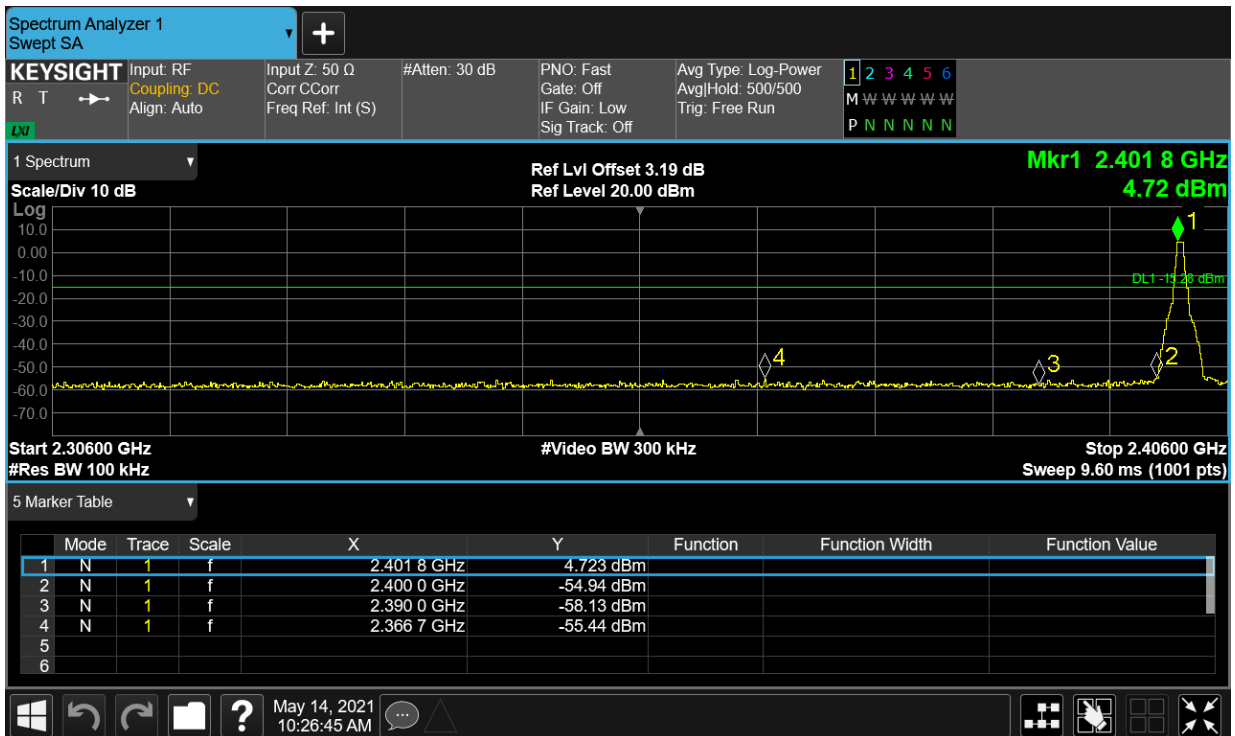 Spectrum Analyzer 1
Swept SA
+
KEYSIGHT
R T
LXI
Input: RF
Coupling: DC
Align: Auto
Input Z: 50 Ω
Corr CCorr
Freq Ref: Int (S)
#Atten: 30 dB
PNO: Fast
Gate: Off
IF Gain: Low
Sig Track: Off
Avg Type: Log-Power
Avg|Hold: 500/500
Trig: Free Run
1 2 3 4 5 6
M W W W W W
P N N N N N
1 Spectrum
Scale/Div 10 dB
Ref Lvl Offset 3.19 dB
Ref Level 20.00 dBm
Mkr1 2.401 8 GHz
4.72 dBm
Log
10.0
0.00
-10.0
-20.0
-30.0
-40.0
-50.0
-60.0
-70.0
1
DL1 -15.28 dBm
4
3
2
Start 2.30600 GHz
#Video BW 300 kHz
Stop 2.40600 GHz
#Res BW 100 kHz
Sweep 9.60 ms (1001 pts)
5 Marker Table
Mode Trace Scale X Y Function Function Width Function Value
1 N 1 f 2.401 8 GHz 4.723 dBm
2 N 1 f 2.400 0 GHz -54.94 dBm
3 N 1 f 2.390 0 GHz -58.13 dBm
4 N 1 f 2.366 7 GHz -55.44 dBm
5
6
?
May 14, 2021
10:26:45 AM